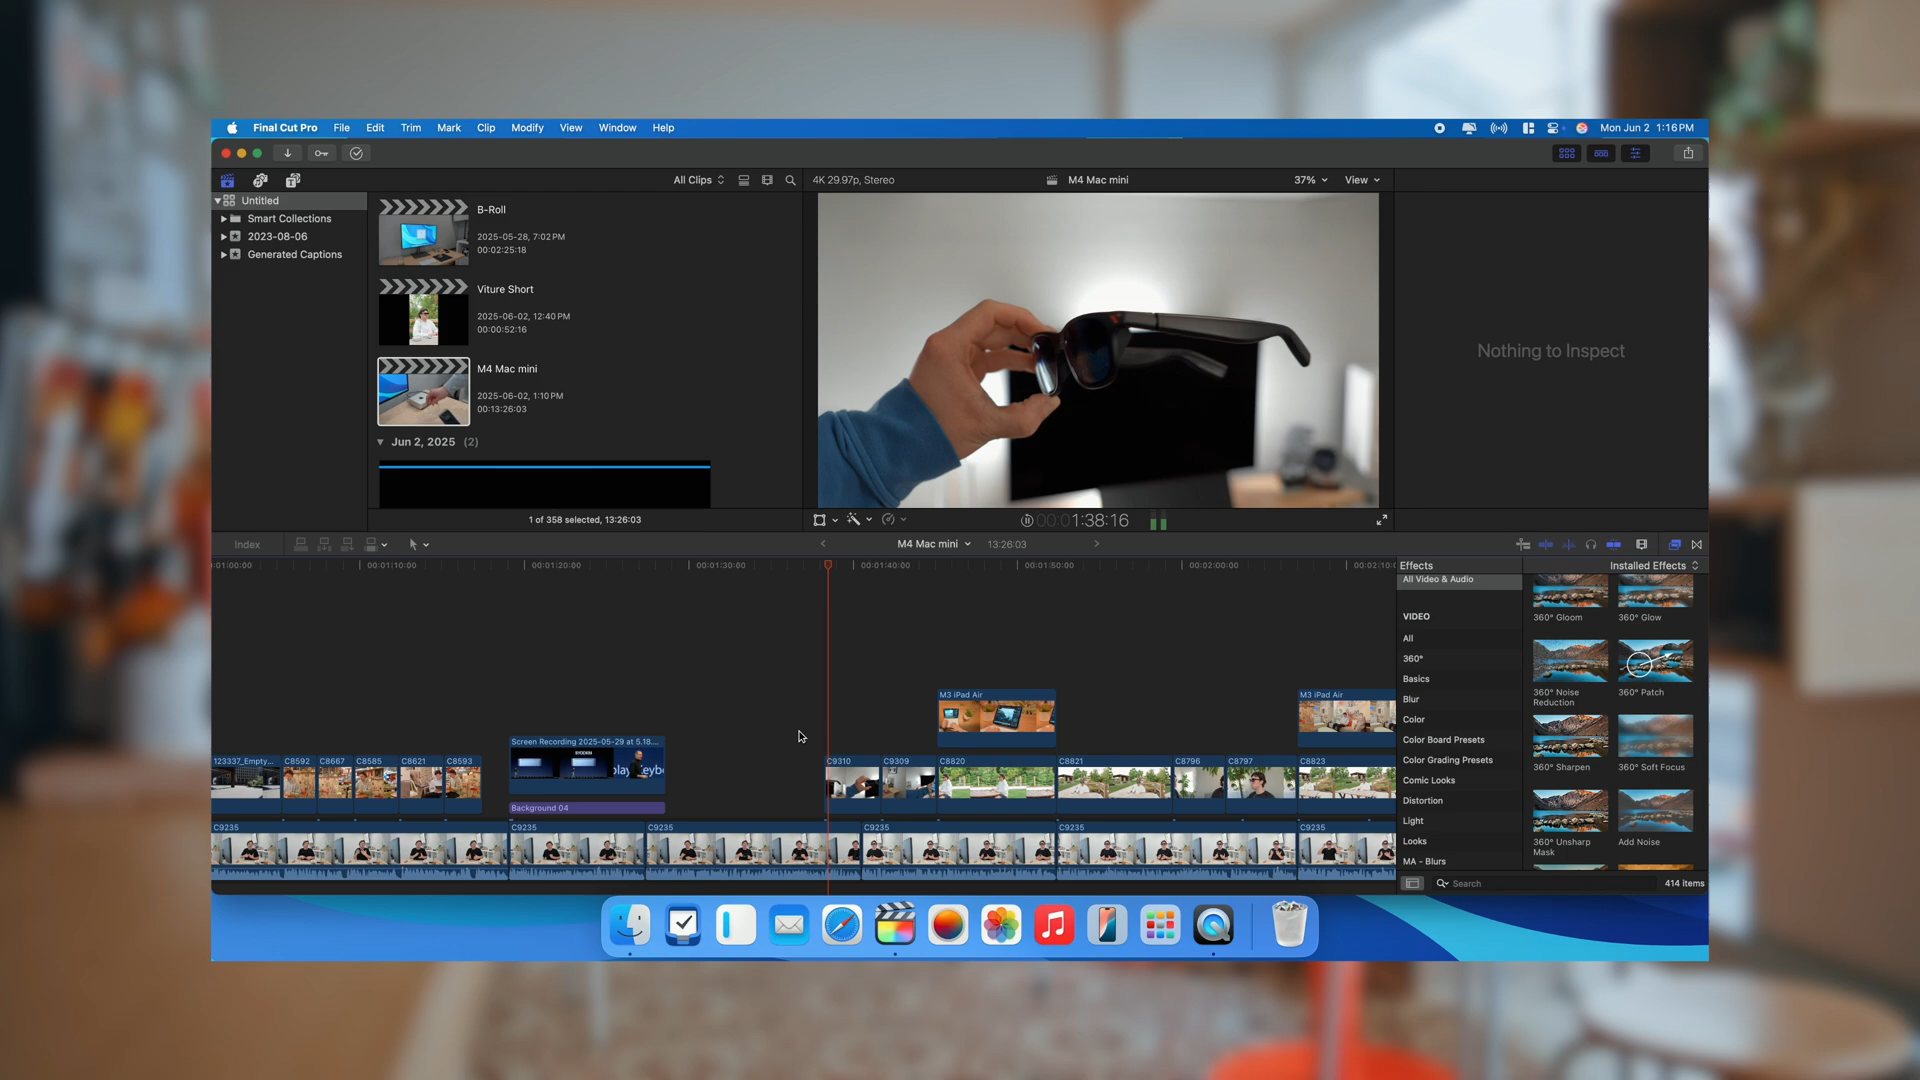 Final Cut Pro File Edit Trim Mark Clip Modify View Window Help Mon Jun 2 1:16 PM
All Clips 4K 29.97p, Stereo M4 Mac mini 37% View
Untitled
Smart Collections
2023-08-06
Generated Captions
B-Roll
2025-05-28, 7:02 PM
00:02:25:18
Viture Short
2025-06-02, 12:40 PM
00:00:52:16
M4 Mac mini
2025-06-02, 1:10 PM
00:13:26:03
Jun 2, 2025 (2)
1 of 358 selected, 13:26:03
Nothing to Inspect
00:01:38:16
Index M4 Mac mini 13:26:03
00:01:10:00 00:01:20:00 00:01:30:00 00:01:40:00 00:01:50:00 00:02:00:00
M3 iPad Air M3 iPad Air
Screen Recording 2025-05-29 at 5.18....
123337_Empty... C8592 C8667 C8585 C8621 C8593 C9310 C9309 C8820 C8821 C8796 C8797 C8823
Background 04
C9235 C9235 C9235 C9235 C9235 C9235
Effects Installed Effects
All Video & Audio
VIDEO
All
360°
Basics
Blur
Color
Color Board Presets
Color Grading Presets
Comic Looks
Distortion
Light
Looks
MA - Blurs
360° Gloom 360° Glow
360° Noise Reduction 360° Patch
360° Sharpen 360° Soft Focus
360° Unsharp Mask Add Noise
Search 414 items